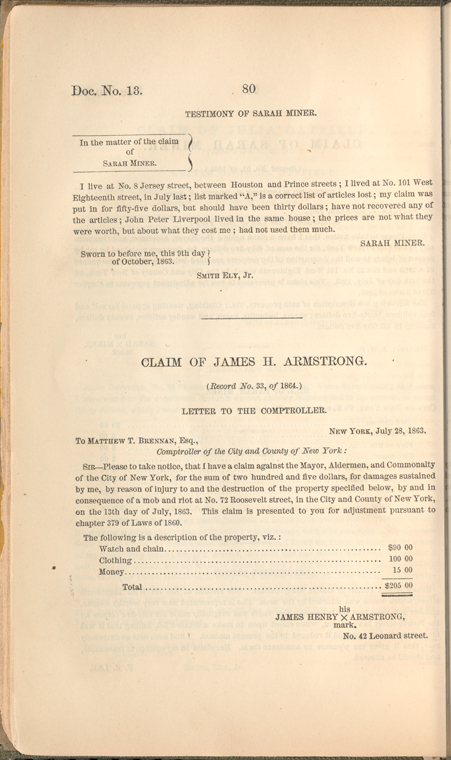 Doc. No. 13.
80
TESTIMONY OF SARAH MINER.
In the matter of the claim
of
SARAH MINER.
I live at No. 8 Jersey street, between Houston and Prince streets ; I lived at No. 101 West
Eighteenth street, in July last ; list marked "A," is a correct list of articles lost ; my claim was
put in for fifty-five dollars, but should have been thirty dollars ; have not recovered any of
the articles ; John Peter Liverpool lived in the same house ; the prices are not what they
were worth, but about what they cost me ; had not used them much.
SARAH MINER.
Sworn to before me, this 9th day
of October, 1863.
SMITH ELY, Jr.
CLAIM OF JAMES H. ARMSTRONG.
(Record No. 33, of 1864.)
LETTER TO THE COMPTROLLER.
NEW YORK, July 28, 1863.
To MATTHEW T. BRENNAN, Esq.,
Comptroller of the City and County of New York :
SIR—Please to take notice, that I have a claim against the Mayor, Aldermen, and Commonalty
of the City of New York, for the sum of two hundred and five dollars, for damages sustained
by me, by reason of injury to and the destruction of the property specified below, by and in
consequence of a mob and riot at No. 72 Roosevelt street, in the City and County of New York,
on the 13th day of July, 1863. This claim is presented to you for adjustment pursuant to
chapter 379 of Laws of 1860.
The following is a description of the property, viz. :
Watch and chain........................................ $90 00
Clothing........................................ 100 00
Money........................................ 15 00
Total ........................................ $205 00
his
JAMES HENRY × ARMSTRONG,
mark.
No. 42 Leonard street.